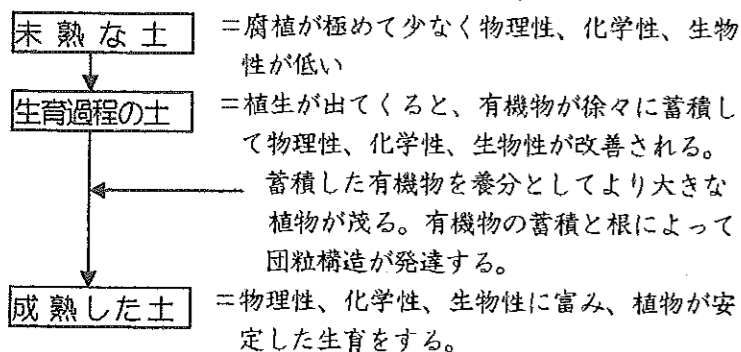 未熟な土 =腐植が極めて少なく物理性、化学性、生物
性が低い
生育過程の土 =植生が出てくると、有機物が徐々に蓄積し
て物理性、化学性、生物性が改善される。
蓄積した有機物を養分としてより大きな
植物が茂る。有機物の蓄積と根によって
団粒構造が発達する。
成熟した土 =物理性、化学性、生物性に富み、植物が安
定した生育をする。